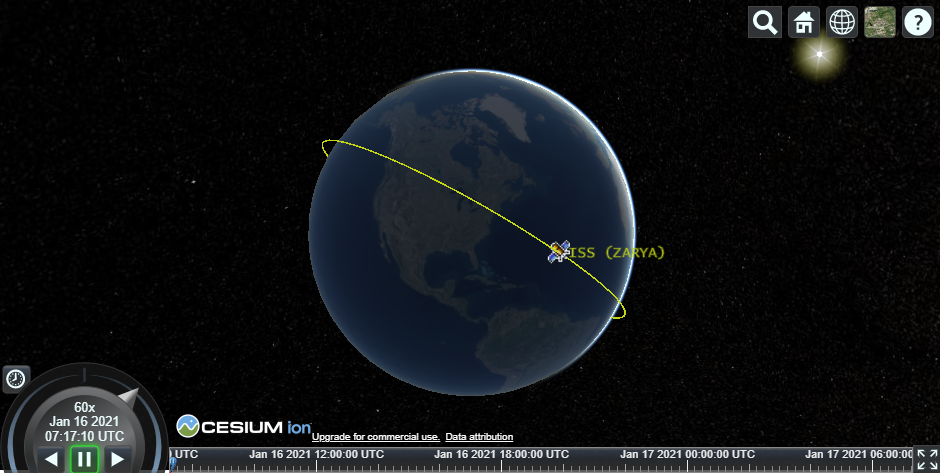 ?
ISS (ZARYA)
60x
Jan 16 2021
07:17:10 UTC
CESIUM ion
Upgrade for commercial use. Data attribution
UTC Jan 16 2021 12:00:00 UTC Jan 16 2021 18:00:00 UTC Jan 17 2021 00:00:00 UTC Jan 17 2021 06:00:00